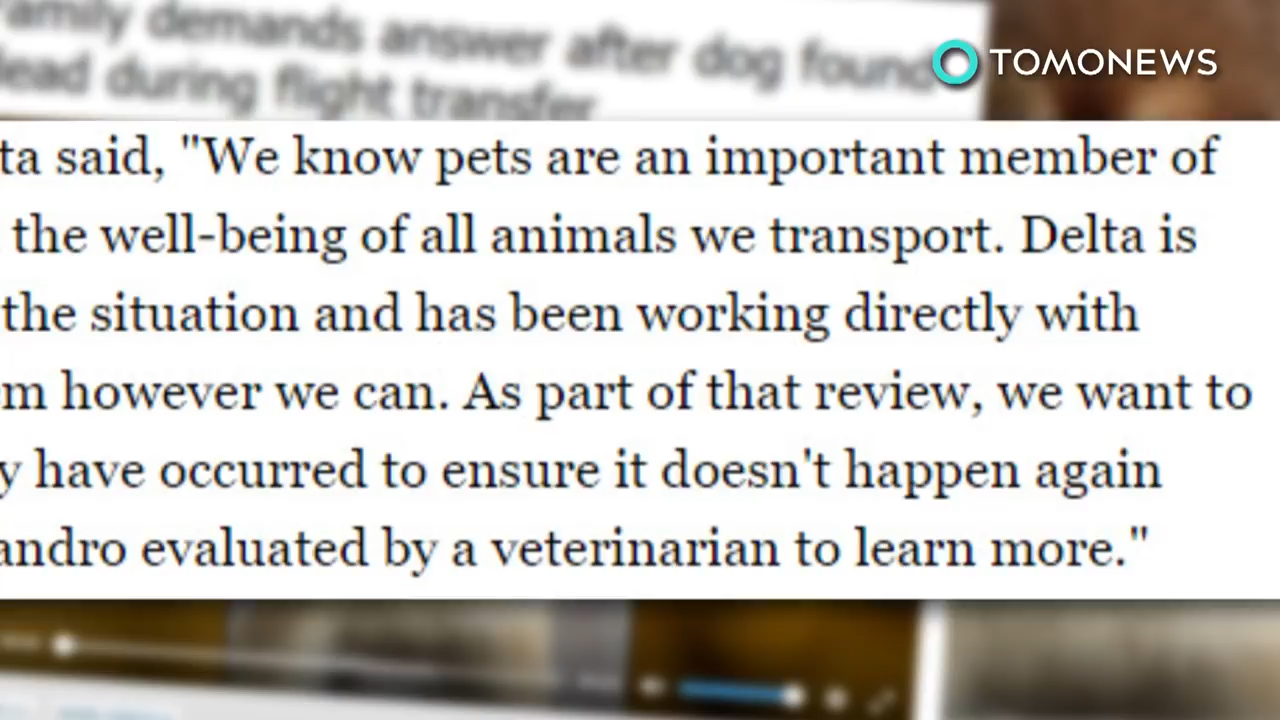 Family demands answer after dog found
dead during flight transfer
TOMONEWS
ta said, "We know pets are an important member of
the well-being of all animals we transport. Delta is
the situation and has been working directly with
m however we can. As part of that review, we want to
y have occurred to ensure it doesn't happen again
andro evaluated by a veterinarian to learn more."